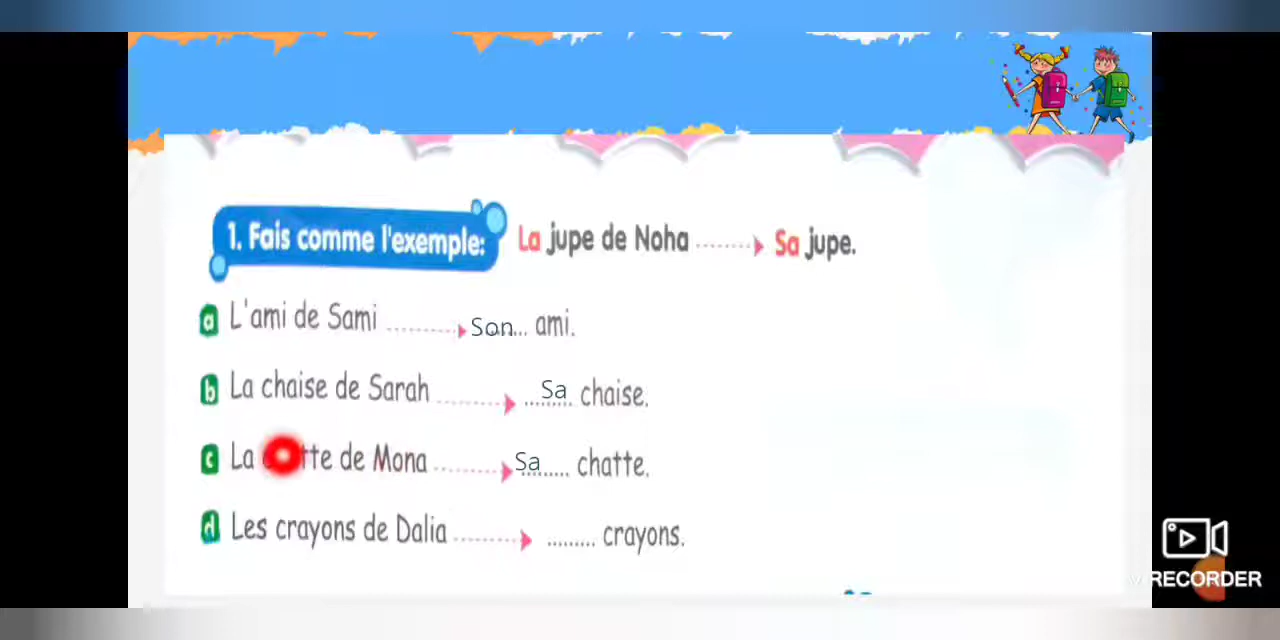 1. Fais comme l'exemple: La jupe de Noha ........ Sa jupe.
a L'ami de Sami .......... Son... ami.
b La chaise de Sarah .......... Sa chaise.
c La de Mona .......... Sa...... chatte.
d Les crayons de Dalia .......... ......... crayons.
RECORDER